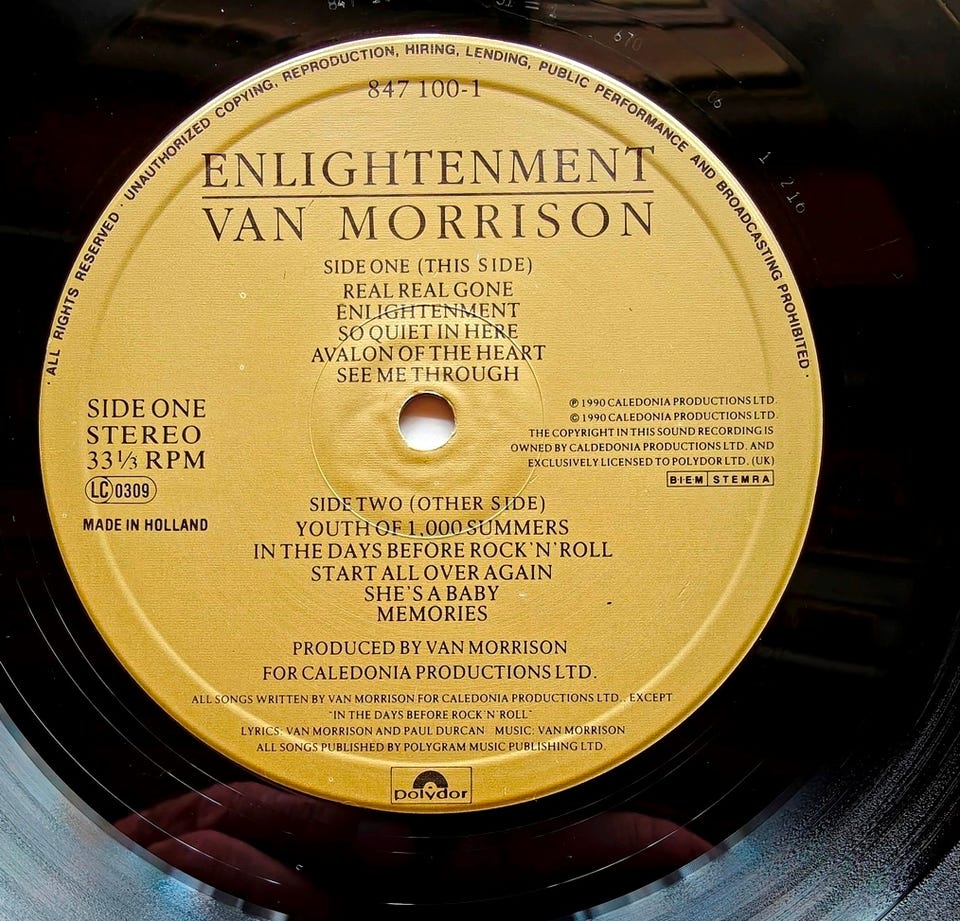 · ALL RIGHTS RESERVED · UNAUTHORIZED COPYING, REPRODUCTION, HIRING, LENDING, PUBLIC PERFORMANCE AND BROADCASTING PROHIBITED ·
847 100-1
ENLIGHTENMENT
VAN MORRISON
SIDE ONE (THIS SIDE)
REAL REAL GONE
ENLIGHTENMENT
SO QUIET IN HERE
AVALON OF THE HEART
SEE ME THROUGH
SIDE ONE
STEREO
33⅓ RPM
LC 0309
MADE IN HOLLAND
℗ 1990 CALEDONIA PRODUCTIONS LTD.
© 1990 CALEDONIA PRODUCTIONS LTD.
THE COPYRIGHT IN THIS SOUND RECORDING IS
OWNED BY CALDEDONIA PRODUCTIONS LTD. AND
EXCLUSIVELY LICENSED TO POLYDOR LTD. (UK)
B·I·E·M STEMRA
SIDE TWO (OTHER SIDE)
YOUTH OF 1,000 SUMMERS
IN THE DAYS BEFORE ROCK'N'ROLL
START ALL OVER AGAIN
SHE'S A BABY
MEMORIES
PRODUCED BY VAN MORRISON
FOR CALEDONIA PRODUCTIONS LTD.
ALL SONGS WRITTEN BY VAN MORRISON FOR CALEDONIA PRODUCTIONS LTD., EXCEPT
"IN THE DAYS BEFORE ROCK'N'ROLL"
LYRICS: VAN MORRISON AND PAUL DURCAN MUSIC: VAN MORRISON
ALL SONGS PUBLISHED BY POLYGRAM MUSIC PUBLISHING LTD.
polydor
670
1 216